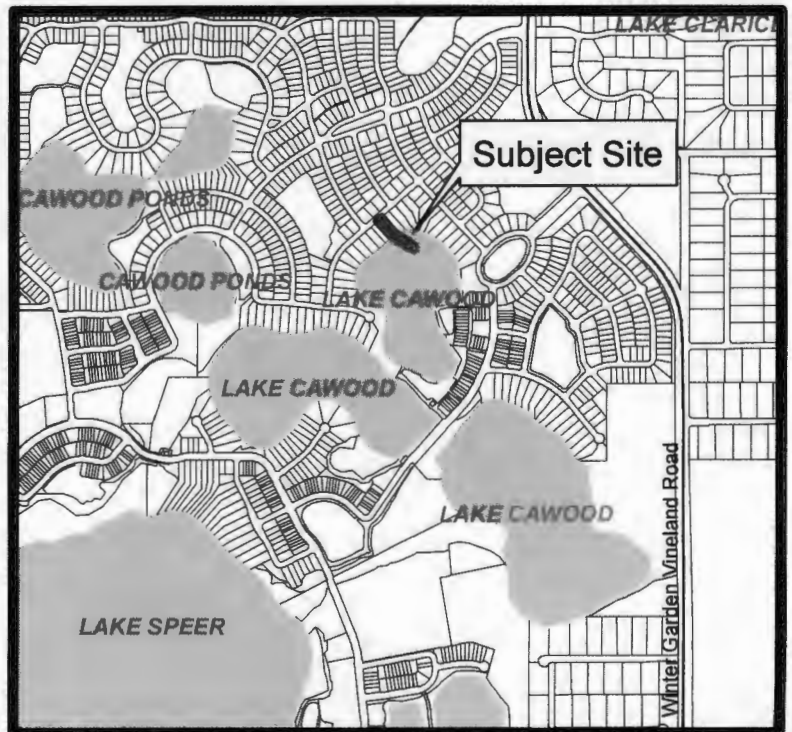 LAKE CLARICE
Subject Site
CAWOOD PONDS
CAWOOD PONDS
LAKE CAWOOD
LAKE CAWOOD
LAKE CAWOOD
Winter Garden Vineland Road
LAKE SPEER